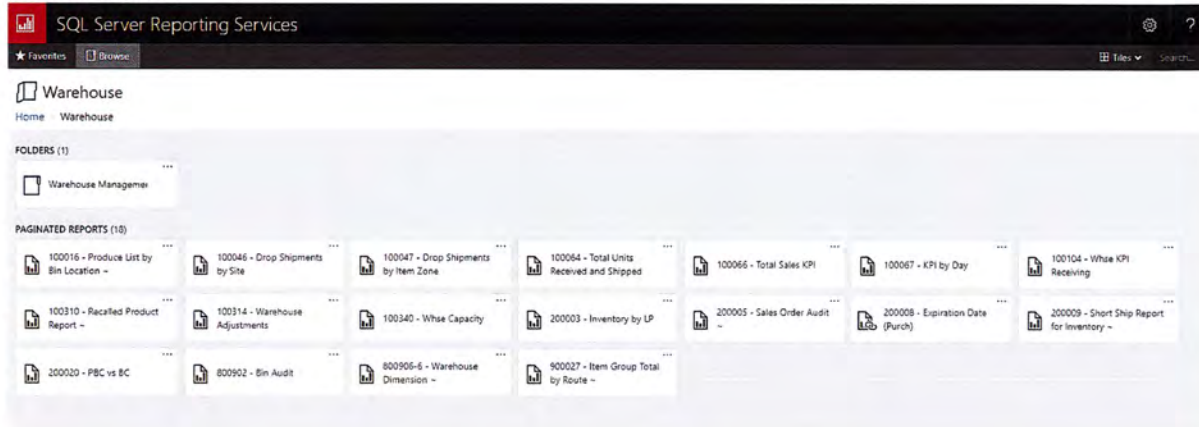 SQL Server Reporting Services
?
★ Favorites Browse
Tiles Search...
Warehouse
Home Warehouse
FOLDERS (1)
...
Warehouse Managemen
PAGINATED REPORTS (18)
... ... ... ... ... ... ...
100016 - Produce List by
Bin Location ~
100046 - Drop Shipments
by Site
100047 - Drop Shipments
by Item Zone
100064 - Total Units
Received and Shipped
100066 - Total Sales KPI
100067 - KPI by Day
100104 - Whse KPI
Receiving
... ... ... ... ... ... ...
100310 - Recalled Product
Report ~
100314 - Warehouse
Adjustments
100340 - Whse Capacity
200003 - Inventory by LP
200005 - Sales Order Audit
~
200008 - Expiration Date
(Purch)
200009 - Short Ship Report
for Inventory ~
... ... ... ...
200020 - PBC vs BC
800902 - Bin Audit
800906-6 - Warehouse
Dimension ~
900027 - Item Group Total
by Route ~